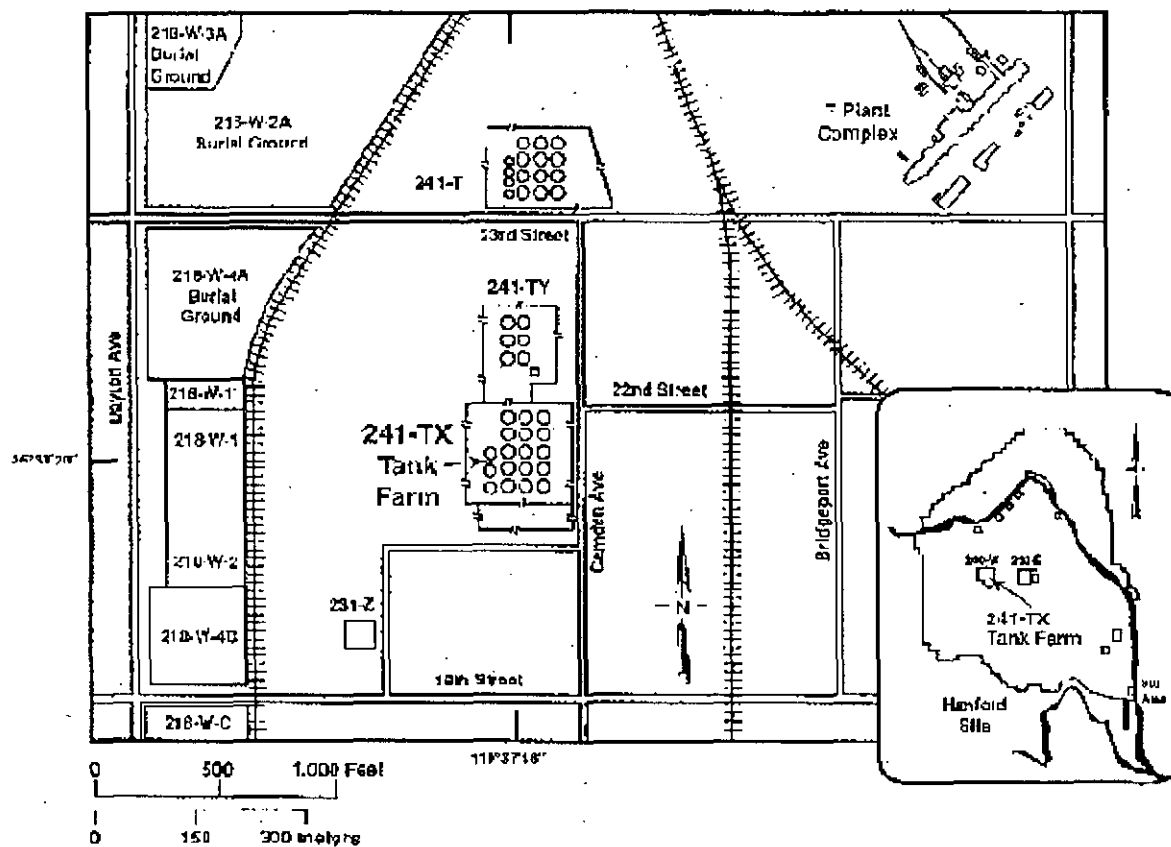 218-W-3A
Burial
Ground
218-W-2A
Burial Ground
241-T
T Plant
Complex
23rd Street
218-W-4A
Burial
Ground
241-TY
Dayton Ave
22nd Street
218-W-1
241-TX
Tank
Farm
Camden Ave
Bridgeport Ave
218-W-2
231-Z
N
241-TX
Tank Farm
218-W-4B
19th Street
Hanford
Site
218-W-C
0 500 1,000 Feet
0 150 300 meters